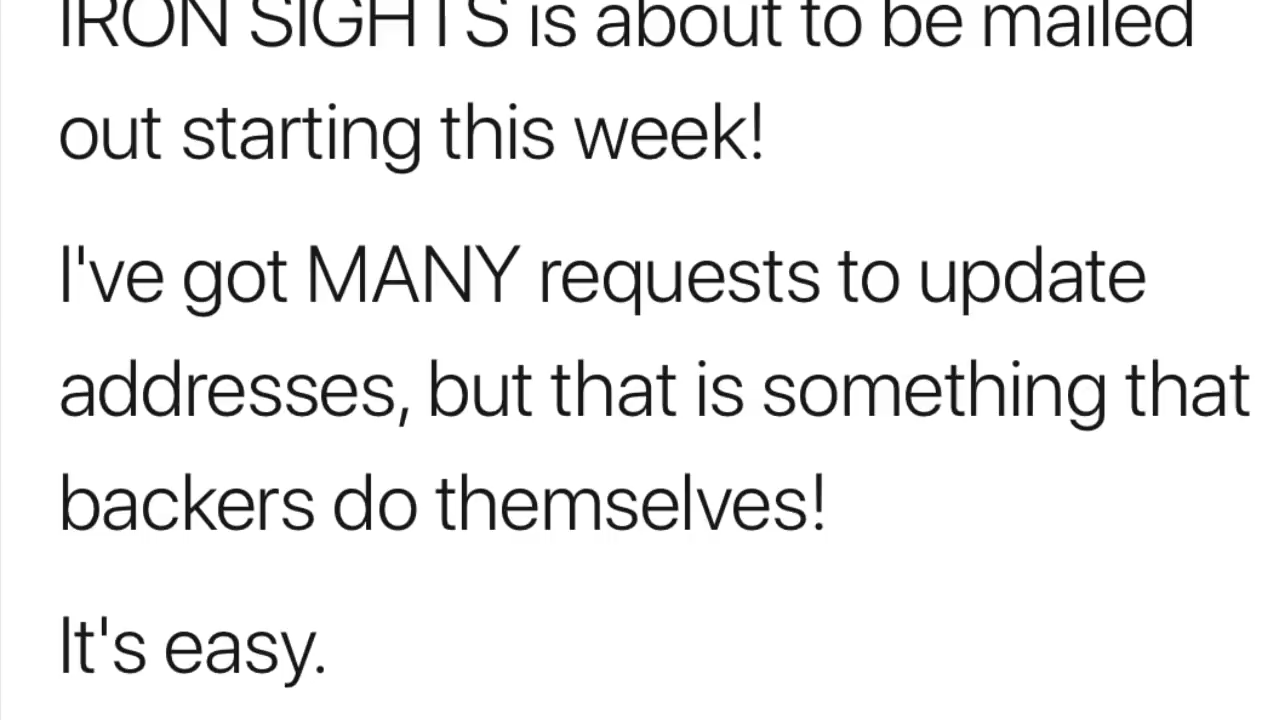 IRON SIGHTS is about to be mailed
out starting this week!
I've got MANY requests to update
addresses, but that is something that
backers do themselves!
It's easy.